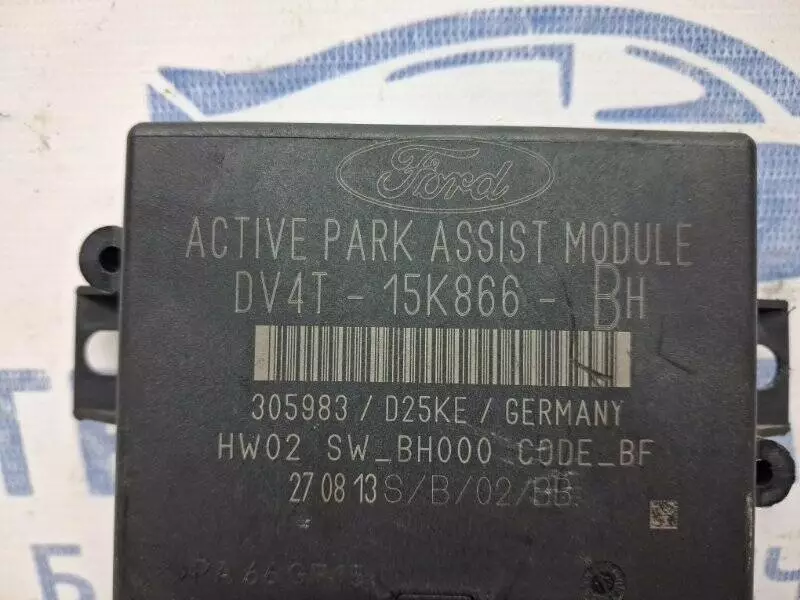 Ford
ACTIVE PARK ASSIST MODULE
DV4T - 15K866 - BH
305983 / D25KE / GERMANY
HW02 SW_BH000 CODE_BF
27 08 13 S/B/02/BB